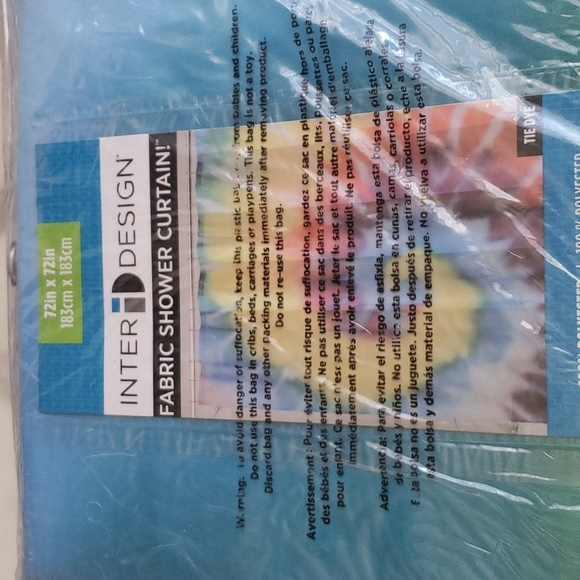 72in x 72in
183cm x 183cm
INTER DESIGN
FABRIC SHOWER CURTAIN!
TIE DYE
Warning: To avoid danger of suffocation, keep this plastic bag from babies and children.
Do not use this bag in cribs, beds, carriages or playpens. This bag is not a toy.
Discard bag and any other packing materials immediately after removing product.
Do not re-use this bag.
Avertissement: Pour éviter tout risque de suffocation, gardez ce sac en plastique hors de
des bébés et des enfants. Ne pas utiliser ce sac dans des berceaux, lits, poussettes ou parcs
pour enfant. Ce sac n'est pas un jouet. Jeter le sac et tout autre matériel d'emballage
immédiatement après avoir enlevé le produit. Ne pas réutiliser ce sac.
Advertencia: Para evitar el riesgo de asfixia, mantenga esta bolsa de plástico alejada
de bebés y niños. No utilice esta bolsa en cunas, camas, carriolas o corrales.
la bolsa no es un juguete. Justo después de retirar el producto, eche a la basura
esta bolsa y demás material de empaque. No vuelva a utilizar esta bolsa.